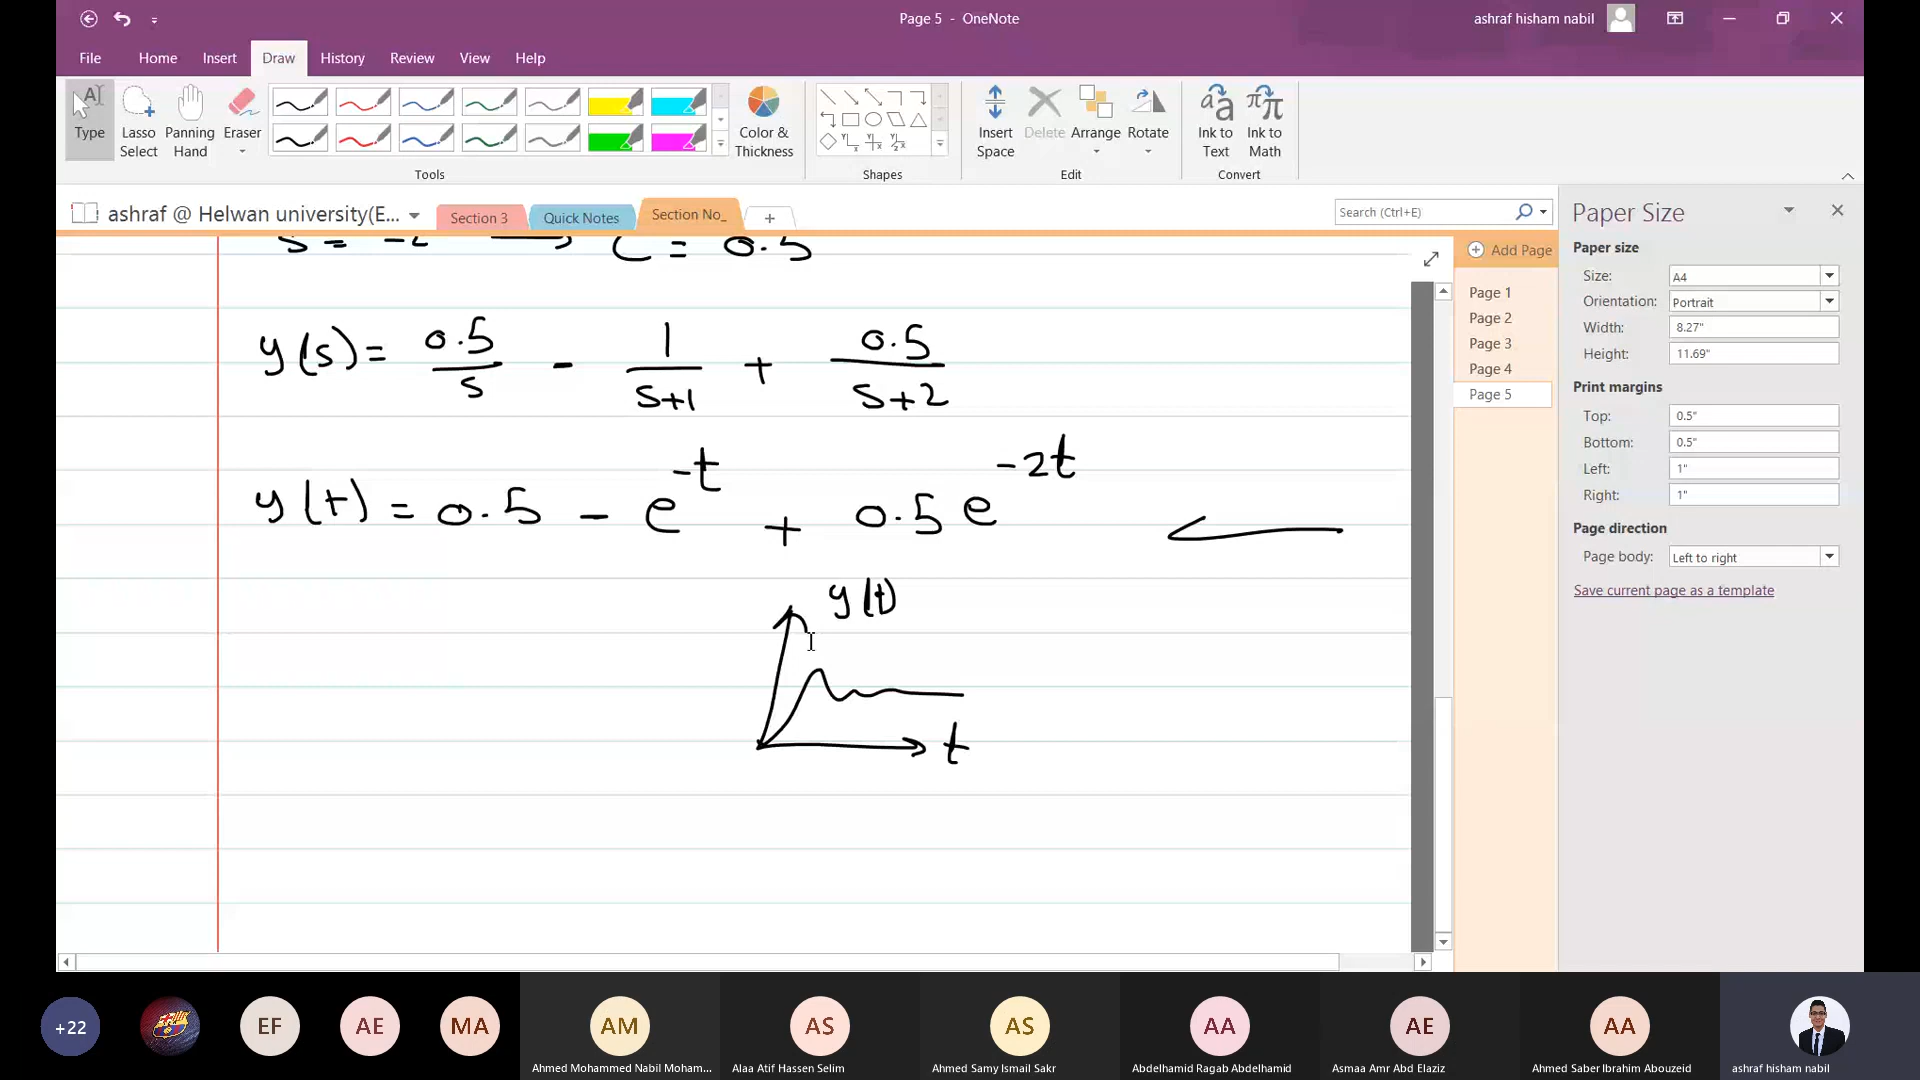 Page 5 - OneNote
ashraf hisham nabil
File Home Insert Draw History Review View Help
Type
Lasso Select
Panning Hand
Eraser
Color & Thickness
Insert Space
Delete
Arrange
Rotate
Ink to Text
Ink to Math
Tools
Shapes
Edit
Convert
ashraf @ Helwan university(E...
Section 3
Quick Notes
Section No_
Search (Ctrl+E)
Add Page
Page 1
Page 2
Page 3
Page 4
Page 5
Paper Size
Paper size
Size: A4
Orientation: Portrait
Width: 8.27"
Height: 11.69"
Print margins
Top: 0.5"
Bottom: 0.5"
Left: 1"
Right: 1"
Page direction
Page body: Left to right
Save current page as a template
s = -2 → C = 0.5
y(s) = 0.5/s - 1/(s+1) + 0.5/(s+2)
y(t) = 0.5 - e^-t + 0.5 e^-2t
y(t)
t
+22
EF
AE
MA
AM
AS
AS
AA
AE
AA
Ahmed Mohammed Nabil Moham...
Alaa Atif Hassen Selim
Ahmed Samy Ismail Sakr
Abdelhamid Ragab Abdelhamid
Asmaa Amr Abd Elaziz
Ahmed Saber Ibrahim Abouzeid
ashraf hisham nabil